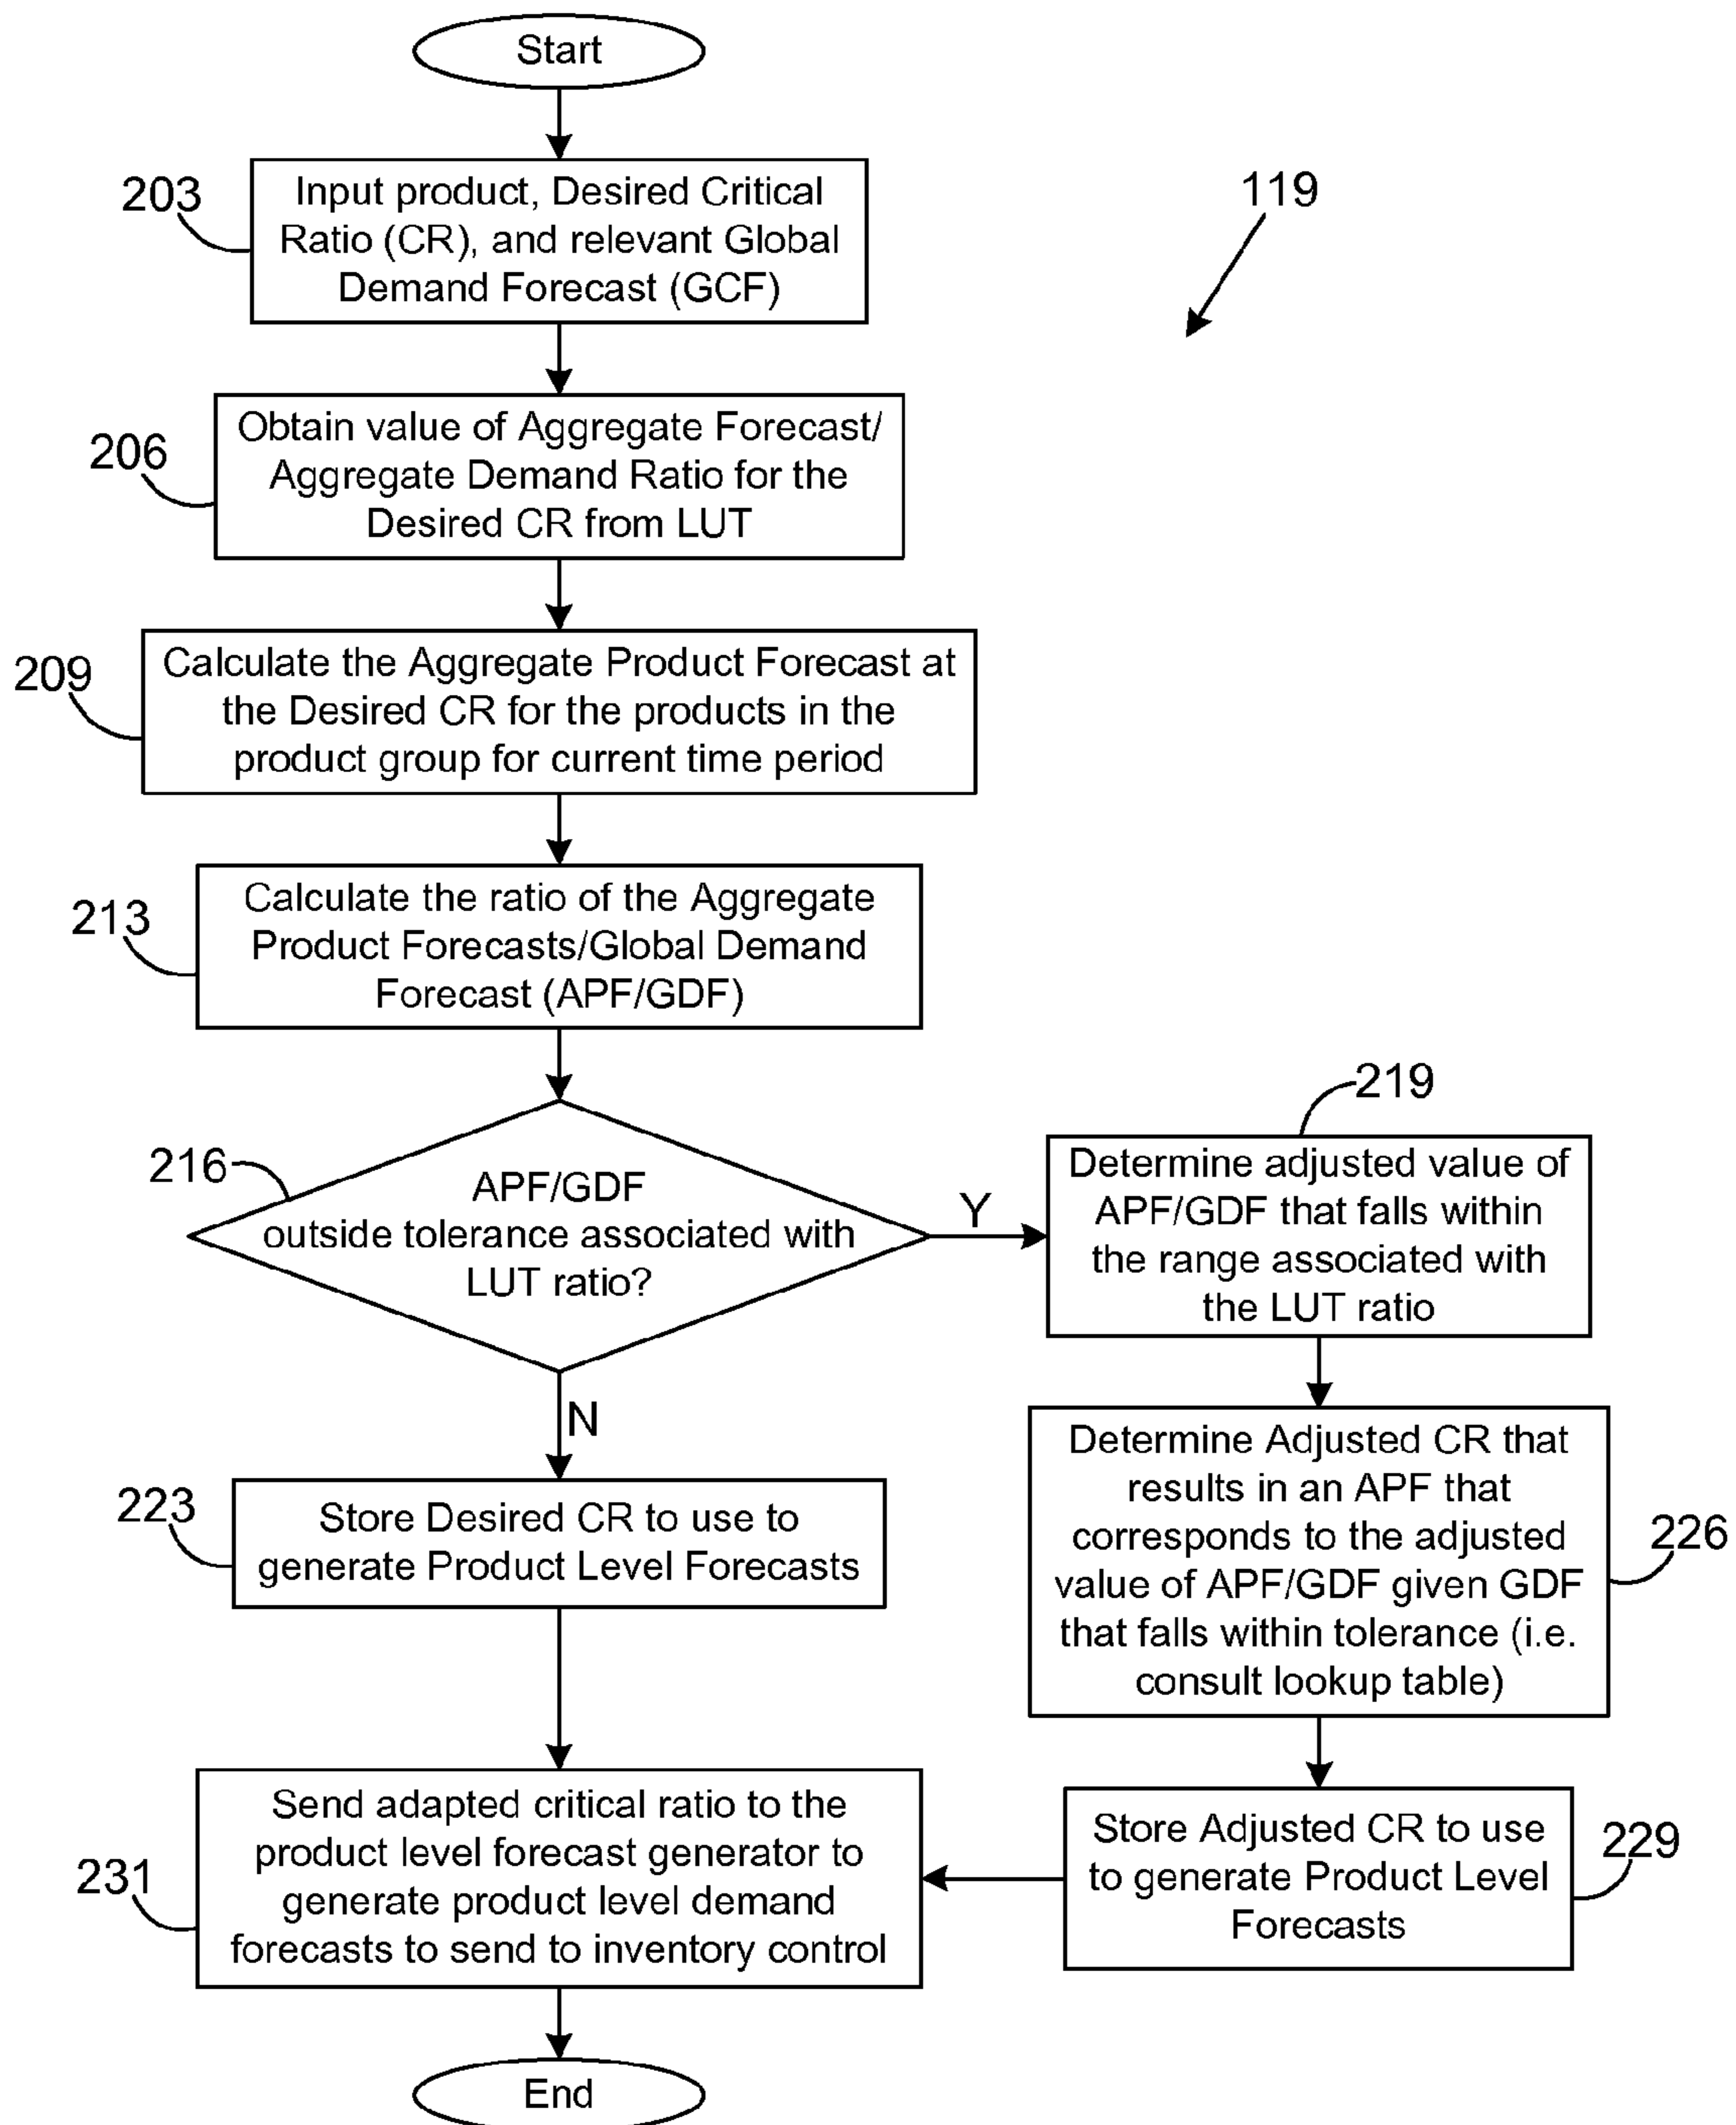 Start
203
Input product, Desired Critical
Ratio (CR), and relevant Global
Demand Forecast (GCF)
119
206
Obtain value of Aggregate Forecast/
Aggregate Demand Ratio for the
Desired CR from LUT
209
Calculate the Aggregate Product Forecast at
the Desired CR for the products in the
product group for current time period
213
Calculate the ratio of the Aggregate
Product Forecasts/Global Demand
Forecast (APF/GDF)
216
APF/GDF
outside tolerance associated with
LUT ratio?
Y
219
Determine adjusted value of
APF/GDF that falls within
the range associated with
the LUT ratio
N
223
Store Desired CR to use to
generate Product Level Forecasts
226
Determine Adjusted CR that
results in an APF that
corresponds to the adjusted
value of APF/GDF given GDF
that falls within tolerance (i.e.
consult lookup table)
229
Store Adjusted CR to use
to generate Product Level
Forecasts
231
Send adapted critical ratio to the
product level forecast generator to
generate product level demand
forecasts to send to inventory control
End